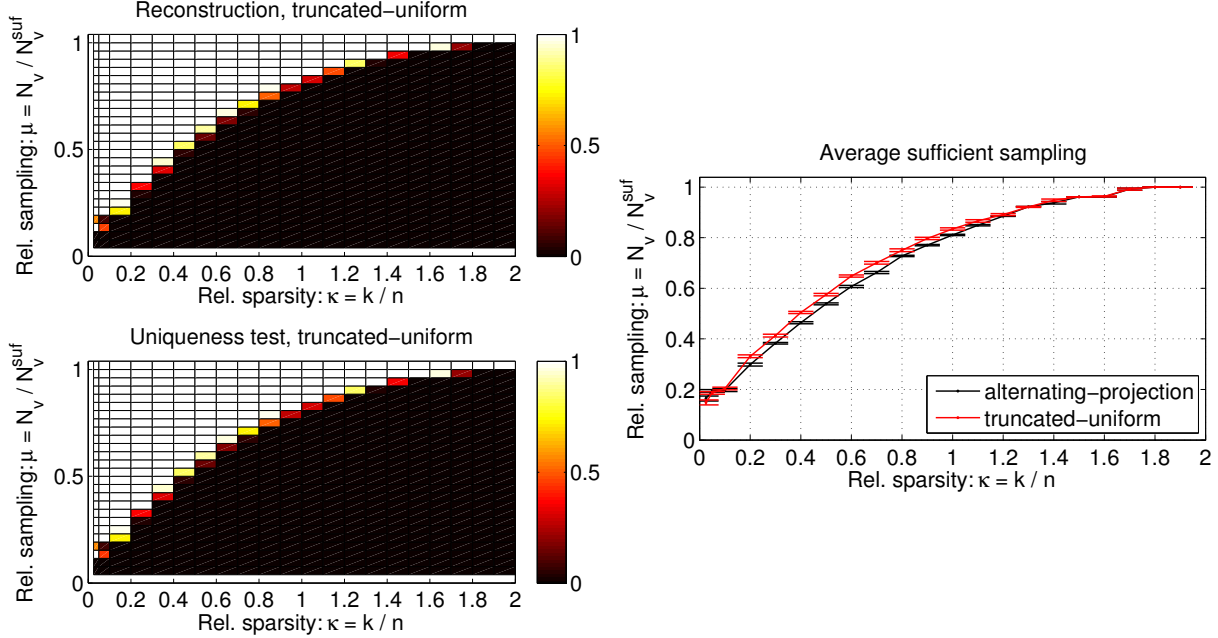 Reconstruction, truncated−uniform
Rel. sampling: μ = N_v / N_v^suf
1
0.5
0
0 0.2 0.4 0.6 0.8 1 1.2 1.4 1.6 1.8 2
Rel. sparsity: κ = k / n
1
0.5
0
Uniqueness test, truncated−uniform
Rel. sampling: μ = N_v / N_v^suf
1
0.5
0
0 0.2 0.4 0.6 0.8 1 1.2 1.4 1.6 1.8 2
Rel. sparsity: κ = k / n
1
0.5
0
Average sufficient sampling
Rel. sampling: μ = N_v / N_v^suf
1
0.8
0.6
0.4
0.2
0
0 0.2 0.4 0.6 0.8 1 1.2 1.4 1.6 1.8 2
Rel. sparsity: κ = k / n
alternating−projection
truncated−uniform